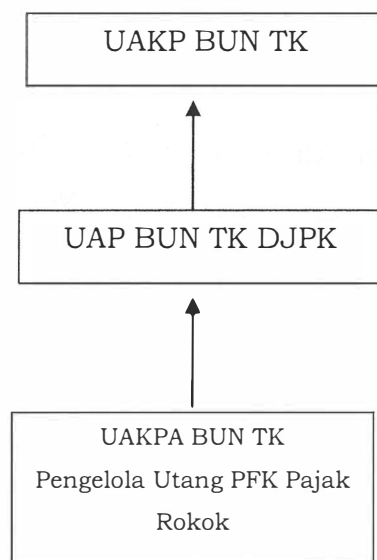 UAKP BUN TK
UAP BUN TK DJPK
UAKPA BUN TK
Pengelola Utang PFK Pajak
Rokok